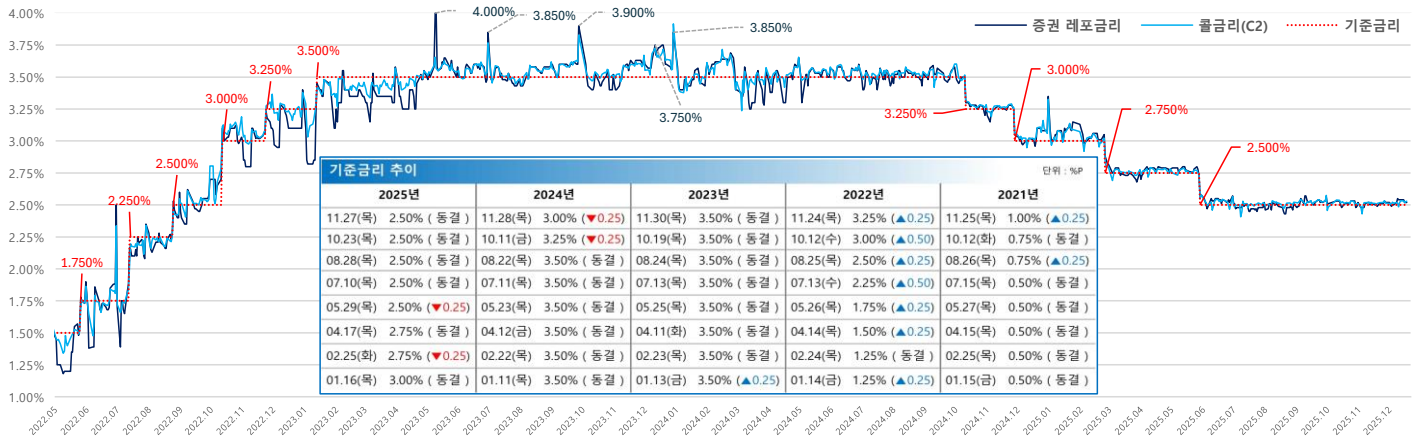 4.00%
3.75%
3.50%
3.25%
3.00%
2.75%
2.50%
2.25%
2.00%
1.75%
1.50%
1.25%
1.00%
증권 레포금리 콜금리(C2) 기준금리
4.000%
3.850%
3.900%
3.850%
3.750%
1.750%
2.250%
2.500%
3.000%
3.250%
3.500%
3.250%
3.000%
2.750%
2.500%
기준금리 추이 단위 : %P
2025년 2024년 2023년 2022년 2021년
11.27(목) 2.50% ( 동결 ) 11.28(목) 3.00% (▼0.25) 11.30(목) 3.50% ( 동결 ) 11.24(목) 3.25% (▲0.25) 11.25(목) 1.00% (▲0.25)
10.23(목) 2.50% ( 동결 ) 10.11(금) 3.25% (▼0.25) 10.19(목) 3.50% ( 동결 ) 10.12(수) 3.00% (▲0.50) 10.12(화) 0.75% ( 동결 )
08.28(목) 2.50% ( 동결 ) 08.22(목) 3.50% ( 동결 ) 08.24(목) 3.50% ( 동결 ) 08.25(목) 2.50% (▲0.25) 08.26(목) 0.75% (▲0.25)
07.10(목) 2.50% ( 동결 ) 07.11(목) 3.50% ( 동결 ) 07.13(목) 3.50% ( 동결 ) 07.13(수) 2.25% (▲0.50) 07.15(목) 0.50% ( 동결 )
05.29(목) 2.50% (▼0.25) 05.23(목) 3.50% ( 동결 ) 05.25(목) 3.50% ( 동결 ) 05.26(목) 1.75% (▲0.25) 05.27(목) 0.50% ( 동결 )
04.17(목) 2.75% ( 동결 ) 04.12(금) 3.50% ( 동결 ) 04.11(화) 3.50% ( 동결 ) 04.14(목) 1.50% (▲0.25) 04.15(목) 0.50% ( 동결 )
02.25(화) 2.75% (▼0.25) 02.22(목) 3.50% ( 동결 ) 02.23(목) 3.50% ( 동결 ) 02.24(목) 1.25% ( 동결 ) 02.25(목) 0.50% ( 동결 )
01.16(목) 3.00% ( 동결 ) 01.11(목) 3.50% ( 동결 ) 01.13(금) 3.50% (▲0.25) 01.14(금) 1.25% (▲0.25) 01.15(금) 0.50% ( 동결 )
2022.05 2022.06 2022.07 2022.08 2022.09 2022.10 2022.11 2022.12 2023.01 2023.02 2023.03 2023.04 2023.05 2023.06 2023.07 2023.08 2023.09 2023.10 2023.11 2023.12 2024.01 2024.02 2024.03 2024.04 2024.05 2024.06 2024.07 2024.08 2024.09 2024.10 2024.11 2024.12 2025.01 2025.02 2025.03 2025.04 2025.05 2025.06 2025.07 2025.08 2025.09 2025.10 2025.11 2025.12